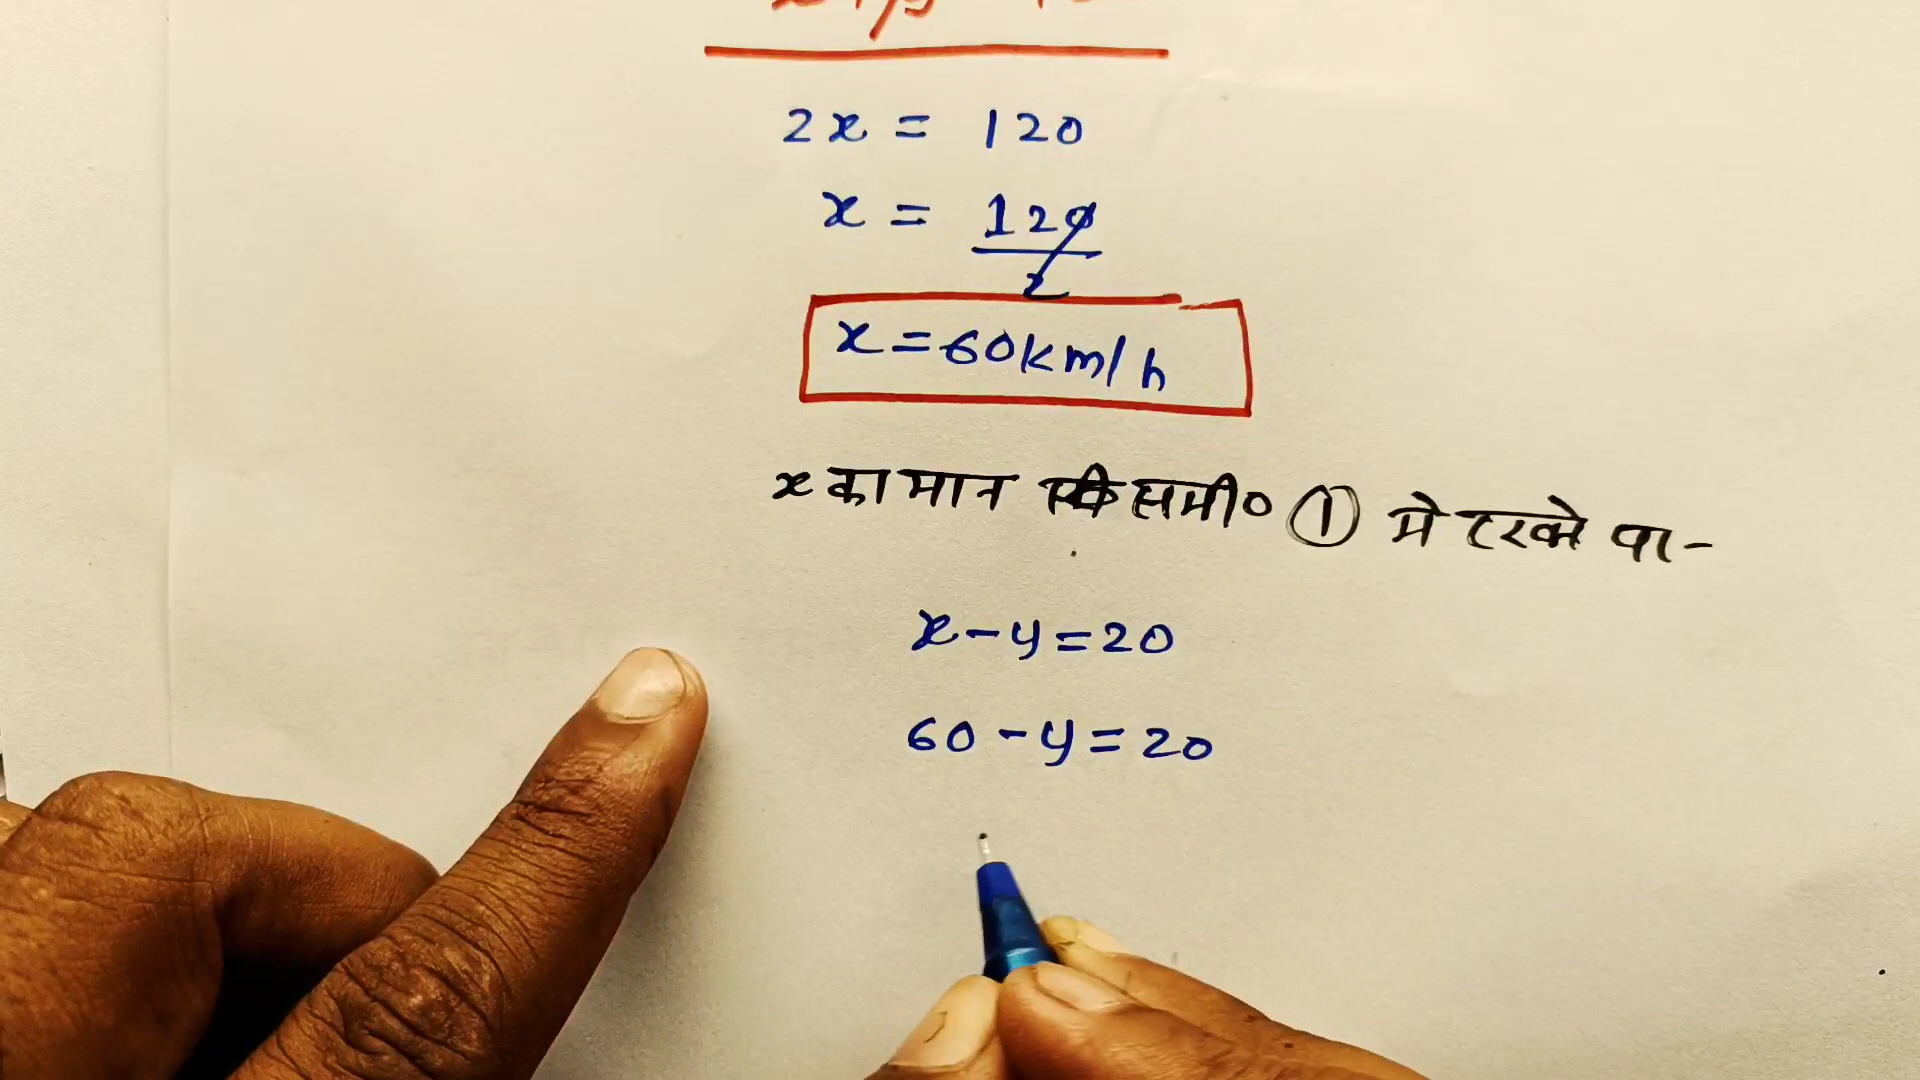 2x = 120
x = 120
2
x = 60km/h
x का मान समी० ① मे रखने पर-
x - y = 20
60 - y = 20